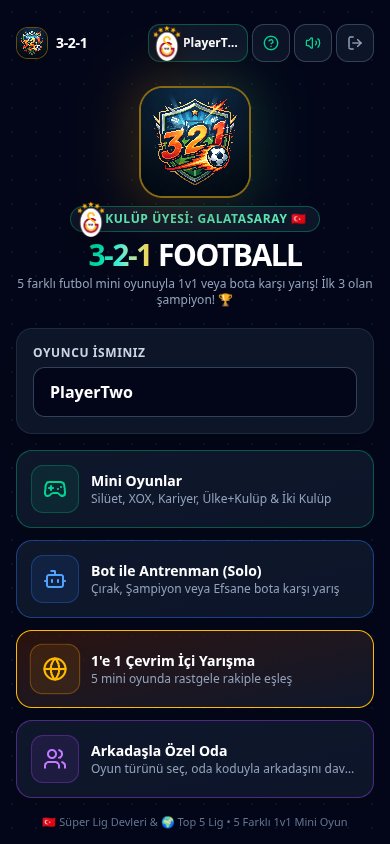 3-2-1
PlayerT...
321
KULÜP ÜYESİ: GALATASARAY
3-2-1 FOOTBALL
5 farklı futbol mini oyunuyla 1v1 veya bota karşı yarış! İlk 3 olan
şampiyon! 🏆
OYUNCU İSMINIZ
PlayerTwo
Mini Oyunlar
Silüet, XOX, Kariyer, Ülke+Kulüp & İki Kulüp
Bot ile Antrenman (Solo)
Çırak, Şampiyon veya Efsane bota karşı yarış
1'e 1 Çevrim İçi Yarışma
5 mini oyunda rastgele rakiple eşleş
Arkadaşla Özel Oda
Oyun türünü seç, oda koduyla arkadaşını dav...
🇹🇷 Süper Lig Devleri & 🌍 Top 5 Lig • 5 Farklı 1v1 Mini Oyun